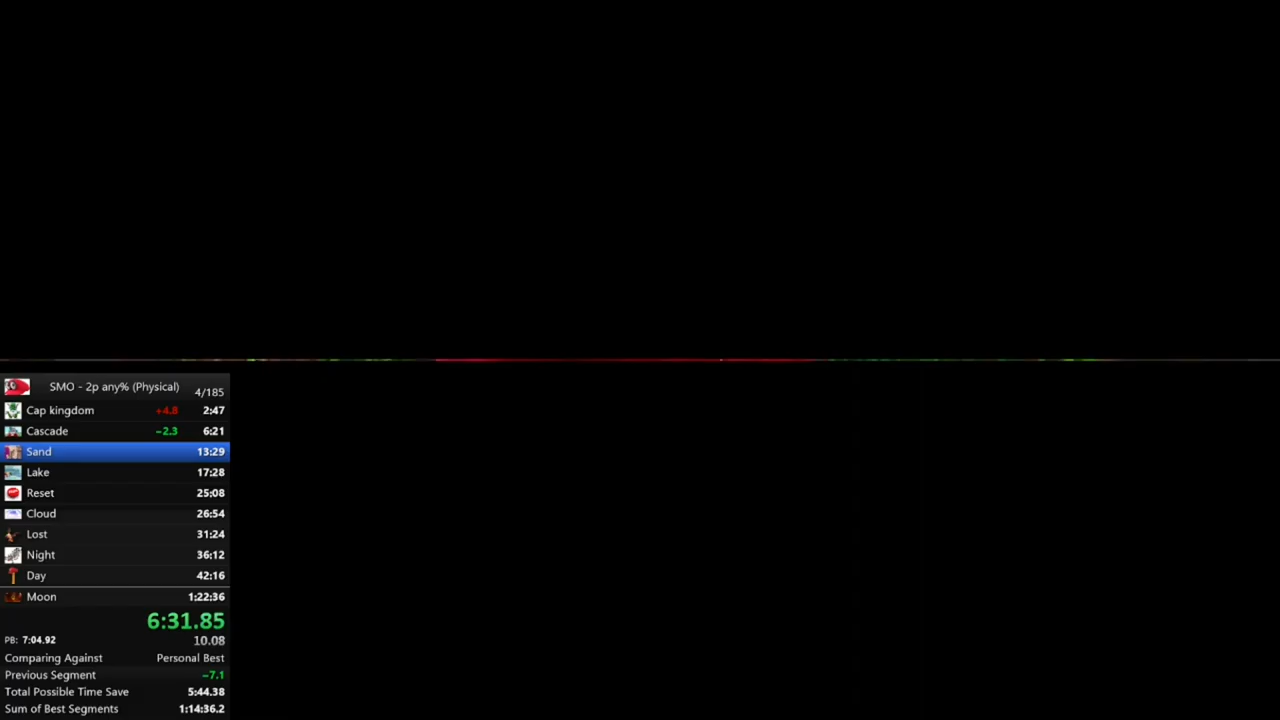 SMO - 2p any% (Physical) 4/185
Cap kingdom +4.8 2:47
Cascade −2.3 6:21
Sand 13:29
Lake 17:28
Reset 25:08
Cloud 26:54
Lost 31:24
Night 36:12
Day 42:16
Moon 1:22:36
6:31.85
PB: 7:04.92 10.08
Comparing Against Personal Best
Previous Segment −7.1
Total Possible Time Save 5:44.38
Sum of Best Segments 1:14:36.2